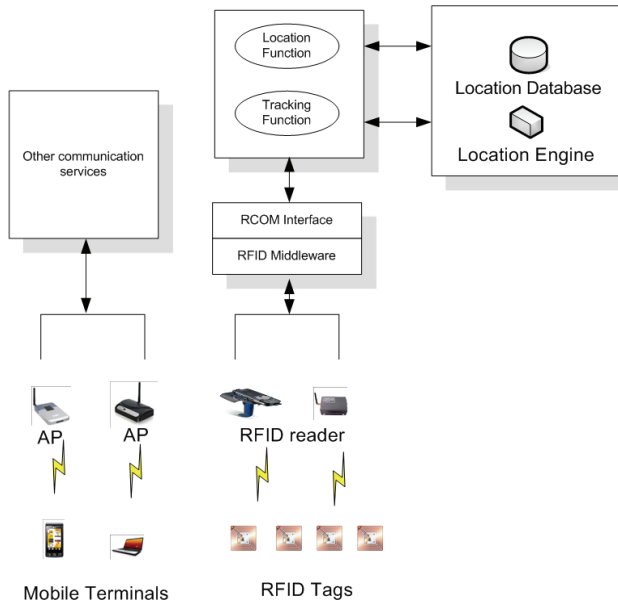 Location
Function
Tracking
Function
Location Database
Location Engine
Other communication
services
RCOM Interface
RFID Middleware
AP
AP
RFID reader
Mobile Terminals
RFID Tags